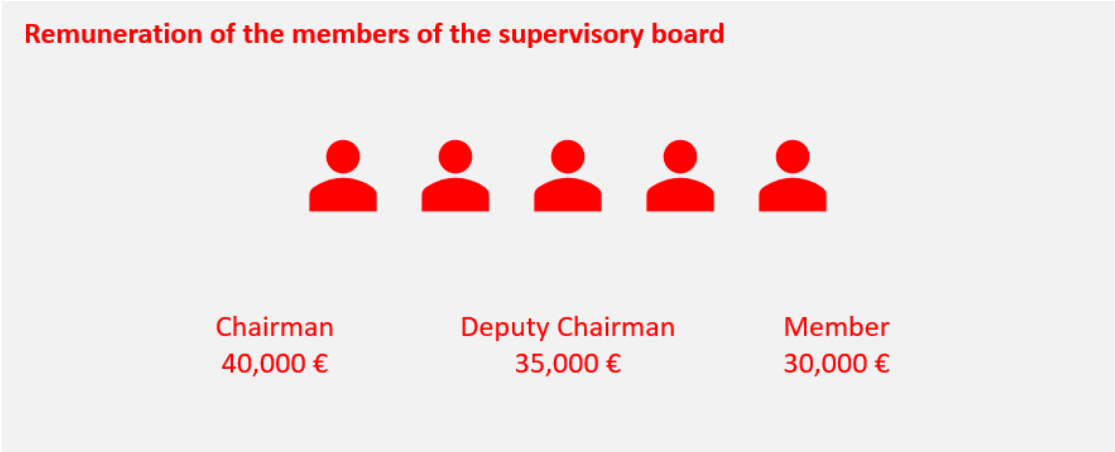 Remuneration of the members of the supervisory board
Chairman
40,000 €
Deputy Chairman
35,000 €
Member
30,000 €